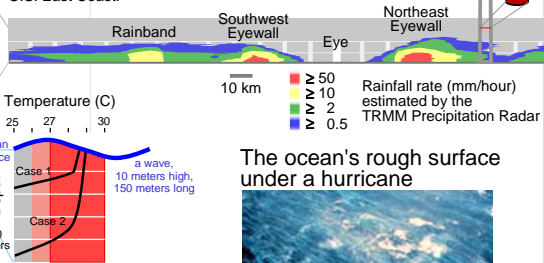 Rainband
Southwest
Eyewall
Eye
Northeast
Eyewall
10 km
≥ 50
≥ 10
≥ 2
≥ 0.5
Rainfall rate (mm/hour)
estimated by the
TRMM Precipitation Radar
Temperature (C)
25 27 30
Case 1
Case 2
a wave,
10 meters high,
150 meters long
The ocean's rough surface
under a hurricane